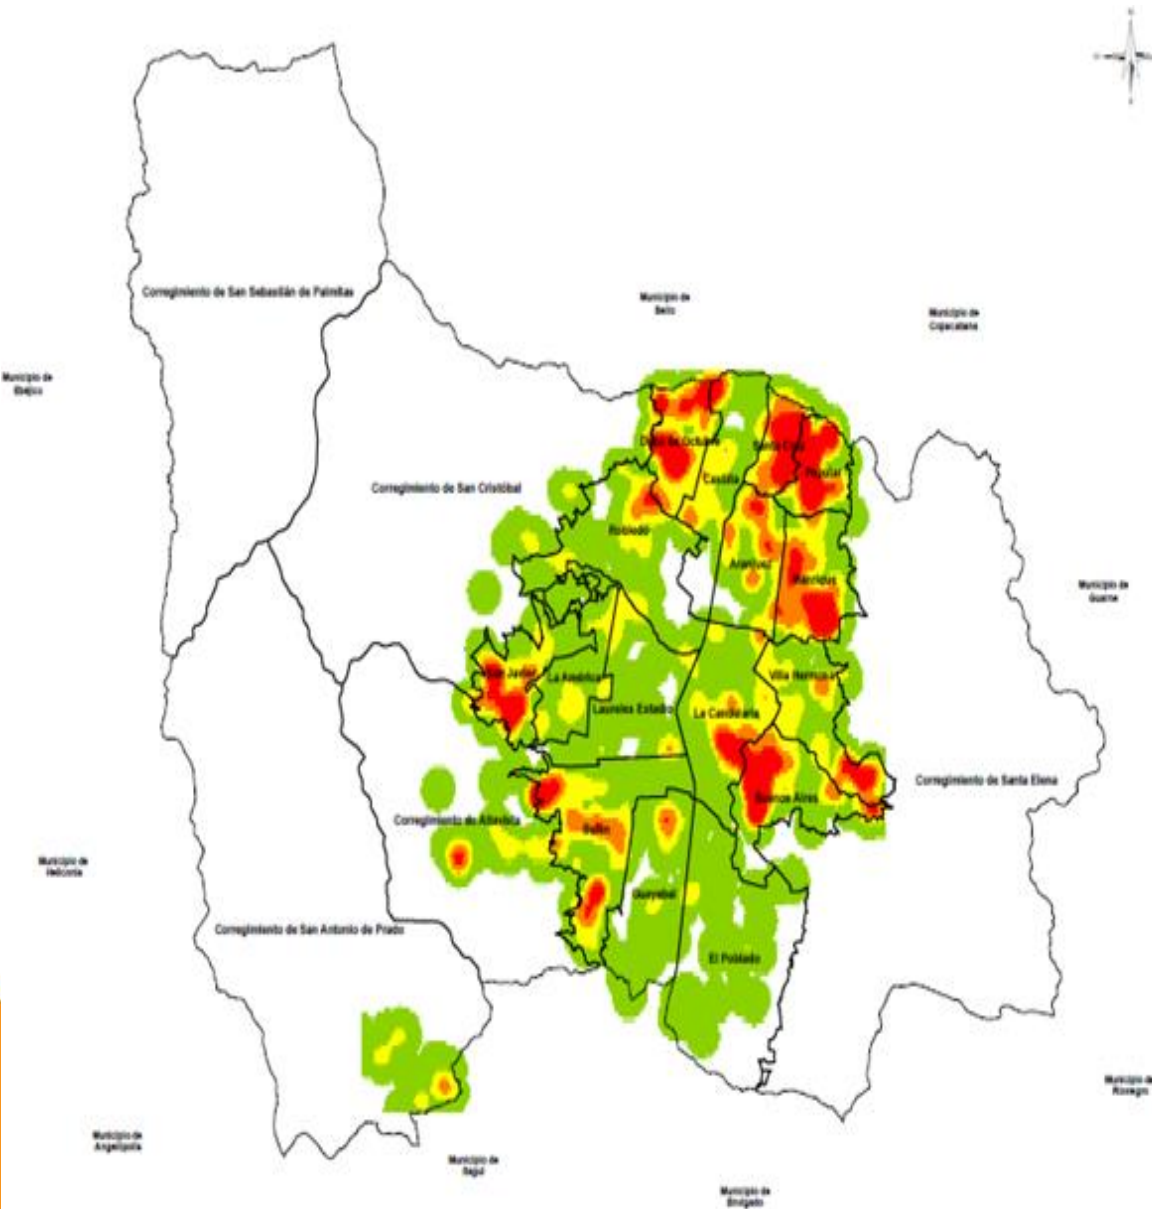 Corregimiento de San Sebastián de Palmitas
Municipio de
Bello
Municipio de
Copacabana
Municipio de
Ebéjico
Doce de Octubre
Santa Cruz
Popular
Castilla
Corregimiento de San Cristóbal
Robledo
Aranjuez
Manrique
Municipio de
Guarne
San Javier
La América
Villa Hermosa
Laureles Estadio
La Candelaria
Corregimiento de Santa Elena
Buenos Aires
Corregimiento de Altavista
Belén
Municipio de
Heliconia
Guayabal
Corregimiento de San Antonio de Prado
El Poblado
Municipio de
Rionegro
Municipio de
Angelópolis
Municipio de
Itagüí
Municipio de
Envigado